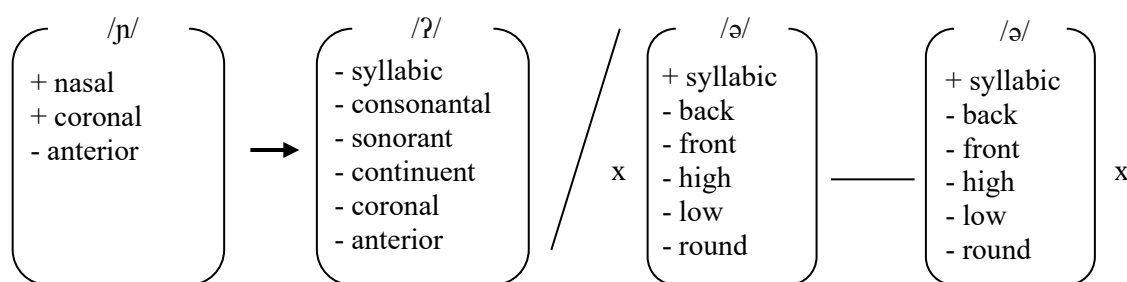 /ɲ/
+ nasal
+ coronal
- anterior
/ʔ/
- syllabic
- consonantal
- sonorant
- continuent
- coronal
- anterior
x
/ə/
+ syllabic
- back
- front
- high
- low
- round
/ə/
+ syllabic
- back
- front
- high
- low
- round
x